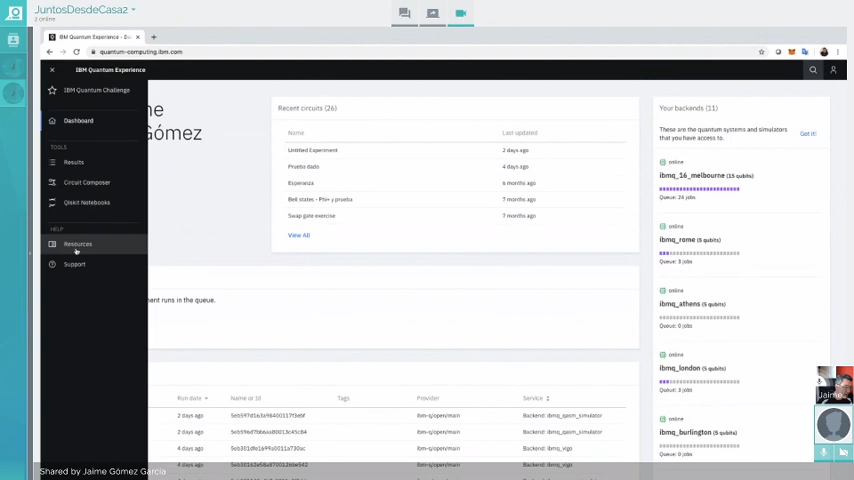 JuntosDesdeCasa2
2 online
IBM Quantum Experience - Da
quantum-computing.ibm.com
IBM Quantum Experience
IBM Quantum Challenge
Dashboard
TOOLS
Results
Circuit Composer
Qiskit Notebooks
HELP
Resources
Support
me
Gómez
Recent circuits (26)
Name
Last updated
Untitled Experiment
2 days ago
Prueba dado
4 days ago
Esperanza
6 months ago
Bell states - Phi+ y prueba
7 months ago
Swap gate exercise
7 months ago
View All
ment runs in the queue.
Run date
Name or Id
Tags
Provider
Service
2 days ago
ibm-q/open/main
Backend: ibmq_qasm_simulator
2 days ago
ibm-q/open/main
Backend: ibmq_qasm_simulator
4 days ago
ibm-q/open/main
Backend: ibmq_vigo
4 days ago
ibm-q/open/main
Backend: ibmq_vigo
Your backends (11)
These are the quantum systems and simulators
that you have access to.
Got it!
online
ibmq_16_melbourne (15 qubits)
Queue: 24 jobs
online
ibmq_rome (5 qubits)
Queue: 3 jobs
online
ibmq_athens (5 qubits)
Queue: 0 jobs
online
ibmq_london (5 qubits)
Queue: 3 jobs
online
ibmq_burlington (5 qubits)
Queue: 0 jobs
Jaime
Shared by Jaime Gómez García